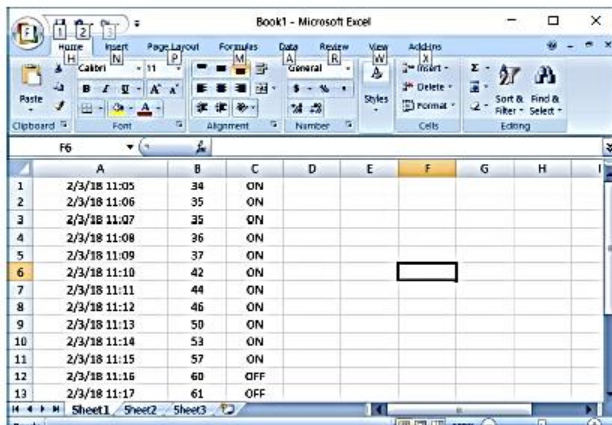 Book1 - Microsoft Excel
F 1 2 3
Home Insert Page Layout Formulas Data Review View Add-Ins
H N P M A R W X
Calibri 11 General Insert Σ
Paste B I U A A $ % , Styles Delete
A Format Sort & Filter Find & Select
Clipboard Font Alignment Number Cells Editing
F6 fx
A B C D E F G H I
1 2/3/18 11:05 34 ON
2 2/3/18 11:06 35 ON
3 2/3/18 11:07 35 ON
4 2/3/18 11:08 36 ON
5 2/3/18 11:09 37 ON
6 2/3/18 11:10 42 ON
7 2/3/18 11:11 44 ON
8 2/3/18 11:12 46 ON
9 2/3/18 11:13 50 ON
10 2/3/18 11:14 53 ON
11 2/3/18 11:15 57 ON
12 2/3/18 11:16 60 OFF
13 2/3/18 11:17 61 OFF
Sheet1 Sheet2 Sheet3